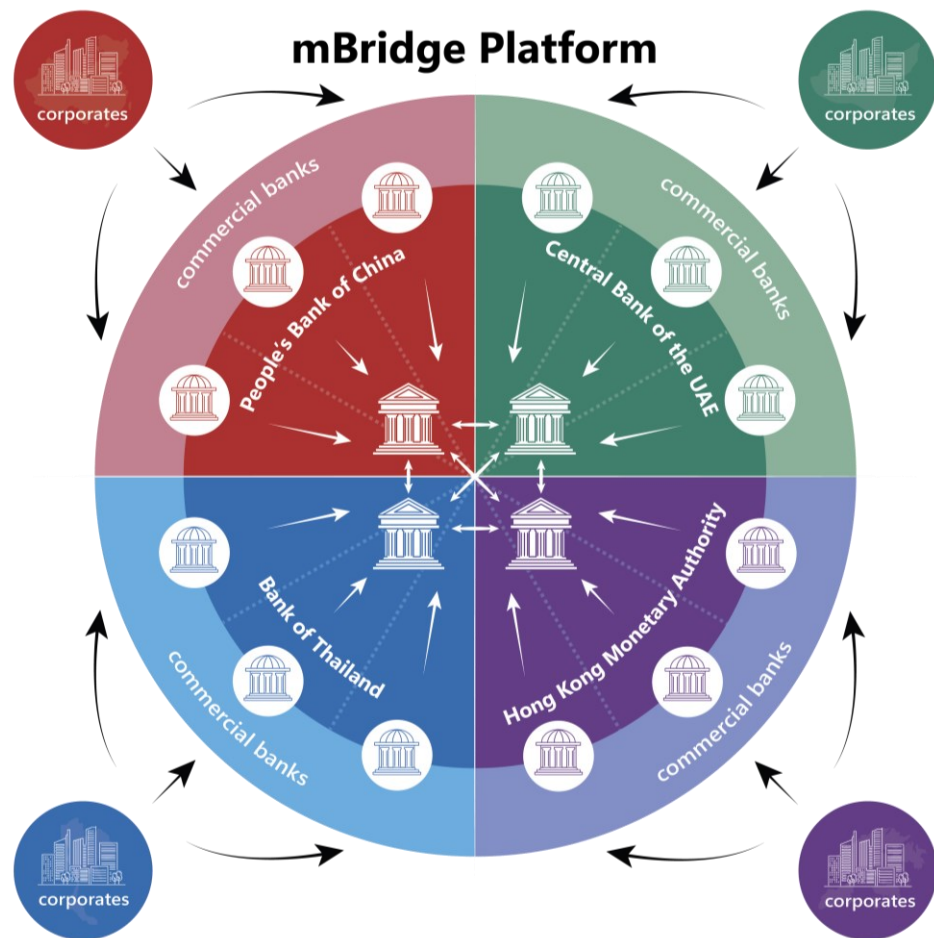 mBridge Platform
corporates
corporates
commercial banks
commercial banks
People's Bank of China
Central Bank of the UAE
Bank of Thailand
Hong Kong Monetary Authority
commercial banks
commercial banks
corporates
corporates